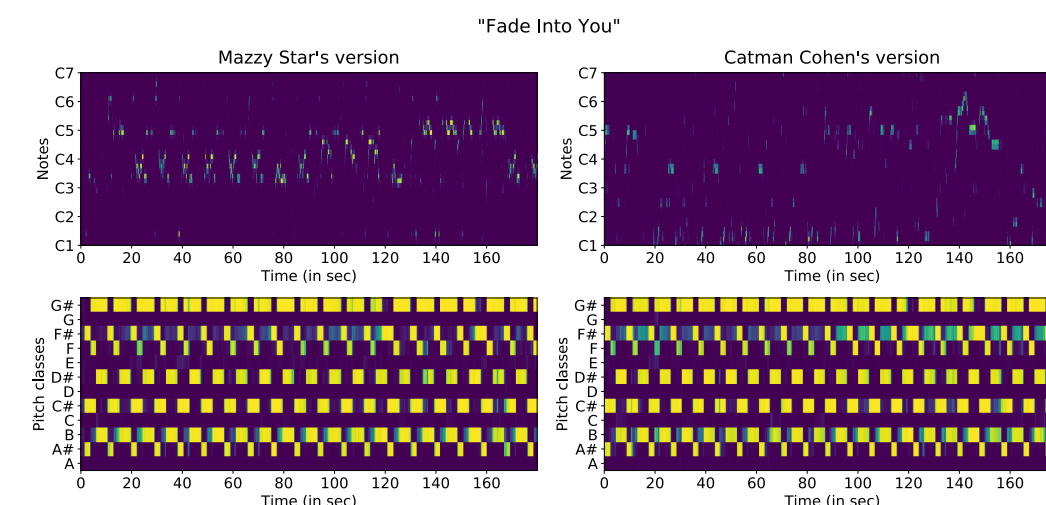 "Fade Into You"
Mazzy Star's version
Catman Cohen's version
C7
C6
C5
C4
C3
C2
C1
Notes
0 20 40 60 80 100 120 140 160
Time (in sec)
C7
C6
C5
C4
C3
C2
C1
Notes
0 20 40 60 80 100 120 140 160
Time (in sec)
G#
G
F#
F
E
D#
D
C#
C
B
A#
A
Pitch classes
0 20 40 60 80 100 120 140 160
Time (in sec)
G#
G
F#
F
E
D#
D
C#
C
B
A#
A
Pitch classes
0 20 40 60 80 100 120 140 160
Time (in sec)